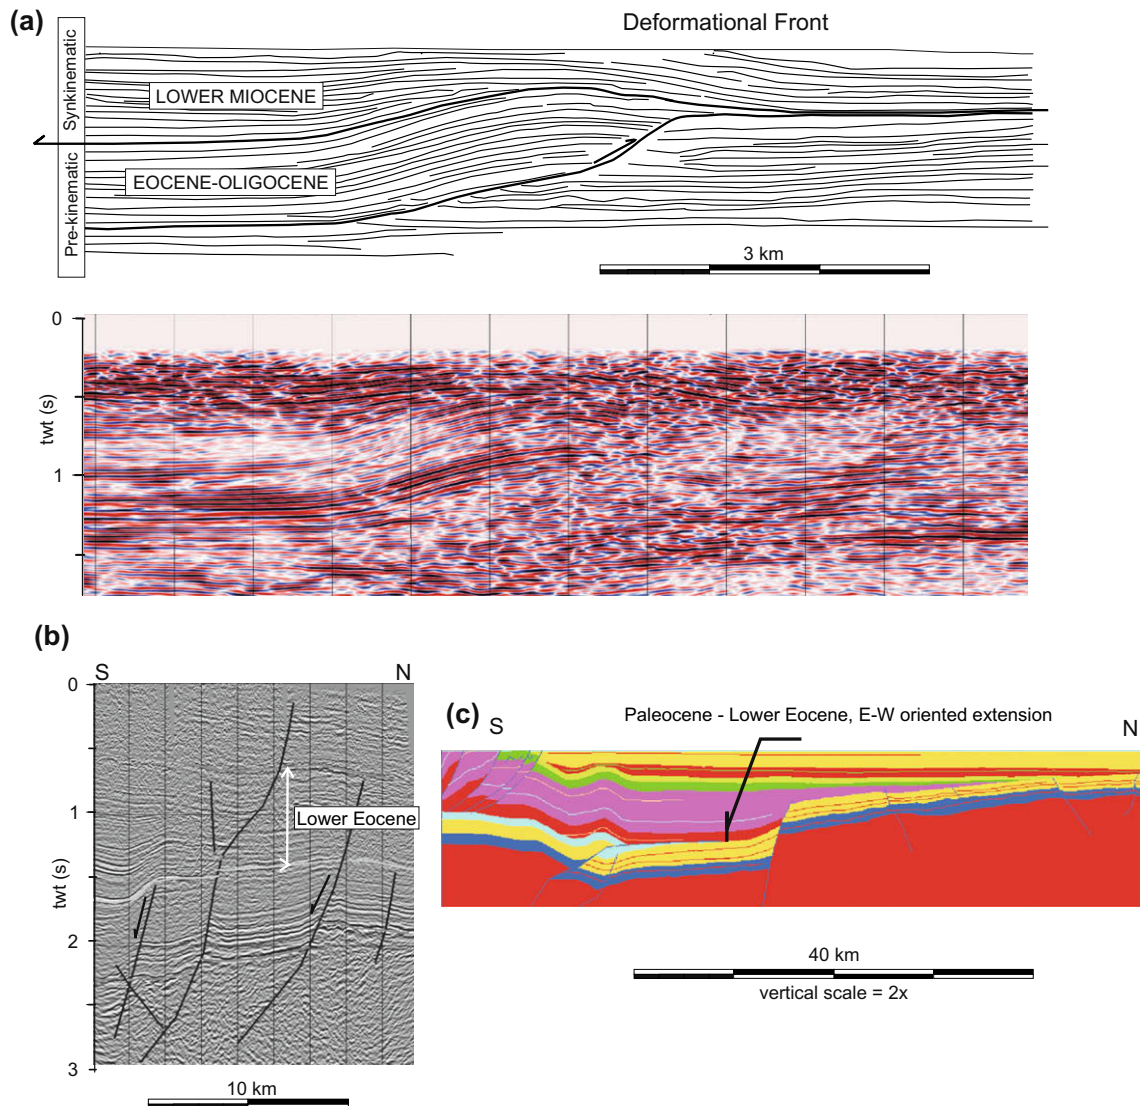 (a)
Deformational Front
Synkinematic
LOWER MIOCENE
Pre-kinematic
EOCENE-OLIGOCENE
3 km
0
twt (s)
1
(b)
S
N
0
1
Lower Eocene
twt (s)
2
3
10 km
(c)
S
Paleocene - Lower Eocene, E-W oriented extension
N
40 km
vertical scale = 2x